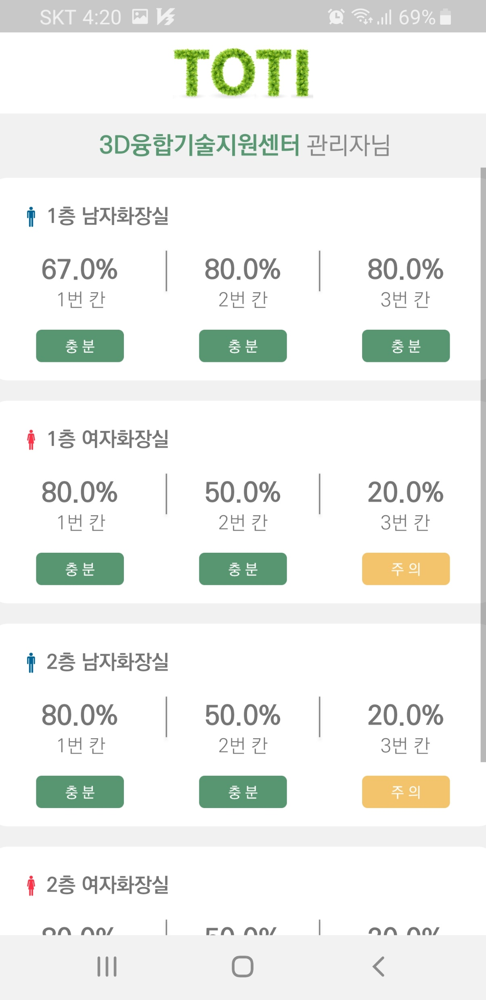 SKT 4:20 69%
TOTI
3D융합기술지원센터 관리자님
1층 남자화장실
67.0% 80.0% 80.0%
1번 칸 2번 칸 3번 칸
충분 충분 충분
1층 여자화장실
80.0% 50.0% 20.0%
1번 칸 2번 칸 3번 칸
충분 충분 주의
2층 남자화장실
80.0% 50.0% 20.0%
1번 칸 2번 칸 3번 칸
충분 충분 주의
2층 여자화장실